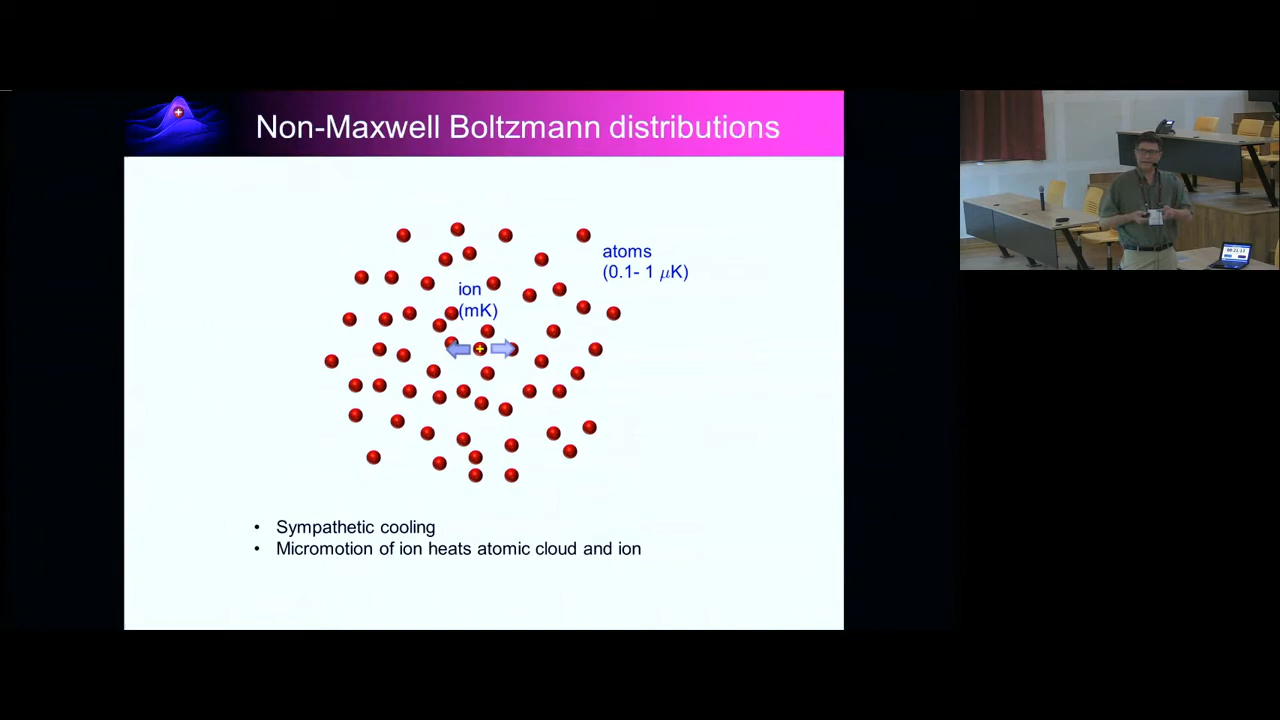 Non-Maxwell Boltzmann distributions
atoms
(0.1- 1 μK)
ion
(mK)
+
• Sympathetic cooling
• Micromotion of ion heats atomic cloud and ion